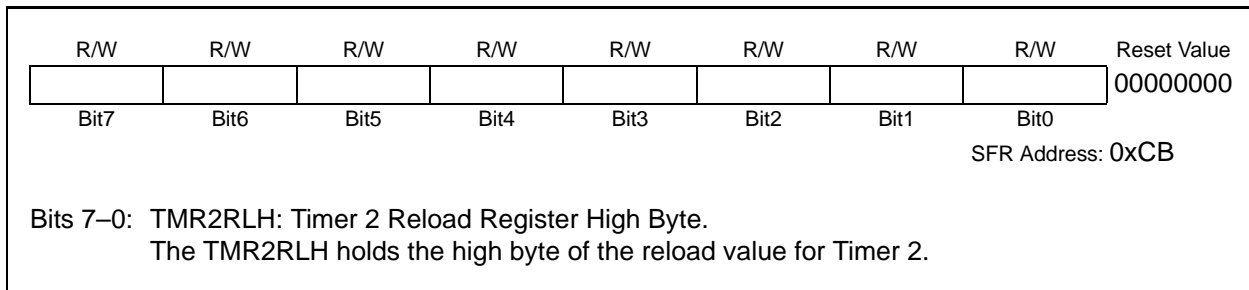 R/W R/W R/W R/W R/W R/W R/W R/W Reset Value
00000000
Bit7 Bit6 Bit5 Bit4 Bit3 Bit2 Bit1 Bit0
SFR Address: 0xCB
Bits 7–0: TMR2RLH: Timer 2 Reload Register High Byte.
The TMR2RLH holds the high byte of the reload value for Timer 2.